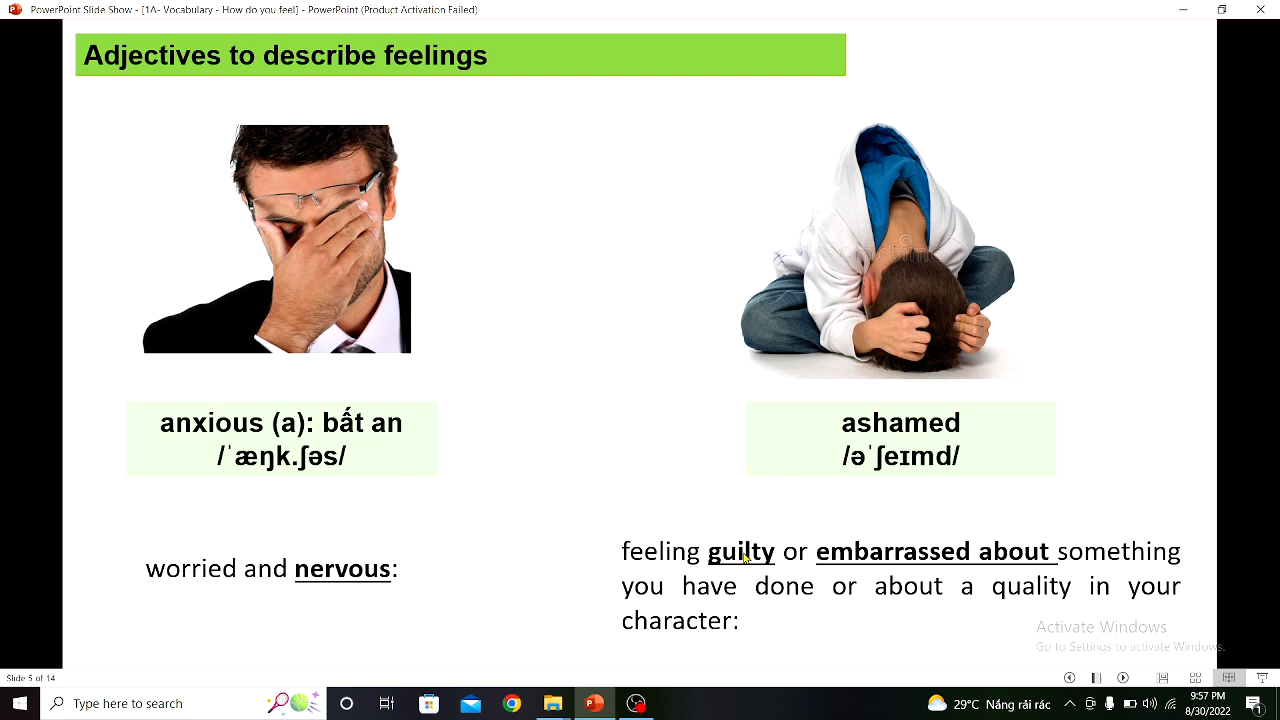 PowerPoint Slide Show - [1A- Vocabulary - How do you feel] - PowerPoint (Product Activation Failed)
Adjectives to describe feelings
anxious (a): bất an
/ˈæŋk.ʃəs/
ashamed
/əˈʃeɪmd/
worried and nervous:
feeling guilty or embarrassed about something
you have done or about a quality in your
character:
Activate Windows
Go to Settings to activate Windows.
Slide 5 of 14
Type here to search
29°C Nắng rải rác
9:57 PM
8/30/2022
1